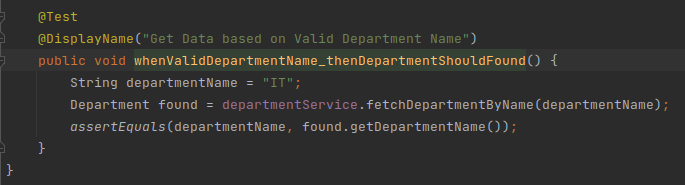 @Test
@DisplayName("Get Data based on Valid Department Name")
public void whenValidDepartmentName_thenDepartmentShouldFound() {
String departmentName = "IT";
Department found = departmentService.fetchDepartmentByName(departmentName);
assertEquals(departmentName, found.getDepartmentName());
}
}